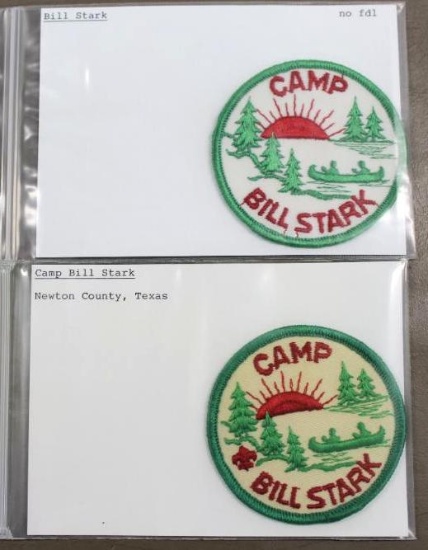 Bill Stark no fdl
CAMP
BILL STARK
Camp Bill Stark
Newton County, Texas
CAMP
BILL STARK